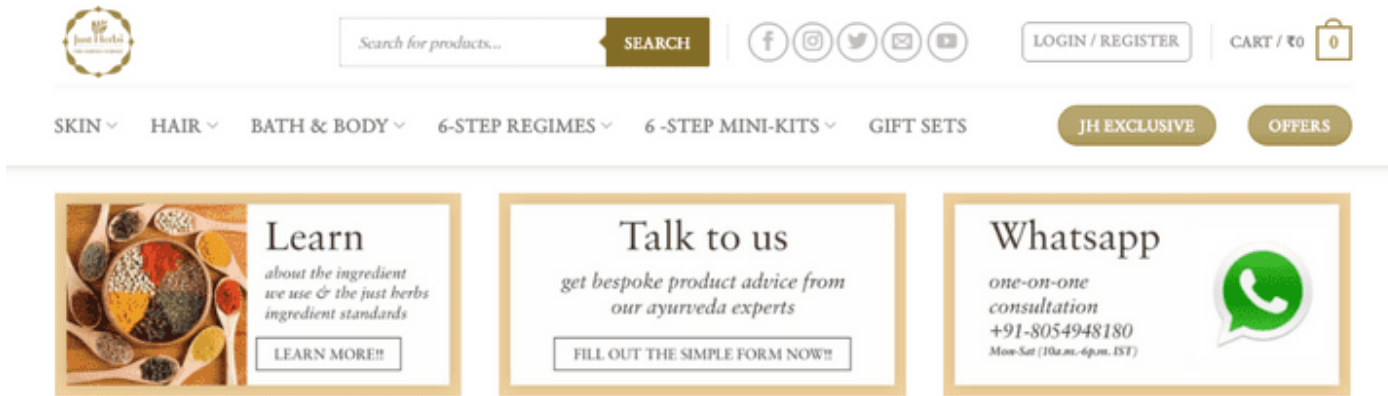 Just Herbs
Search for products...
SEARCH
LOGIN / REGISTER
CART / ₹0
0
SKIN
HAIR
BATH & BODY
6-STEP REGIMES
6 -STEP MINI-KITS
GIFT SETS
JH EXCLUSIVE
OFFERS
Learn
about the ingredient
we use & the just herbs
ingredient standards
LEARN MORE!!
Talk to us
get bespoke product advice from
our ayurveda experts
FILL OUT THE SIMPLE FORM NOW!!
Whatsapp
one-on-one
consultation
+91-8054948180
Mon-Sat (10a.m.-6p.m. IST)